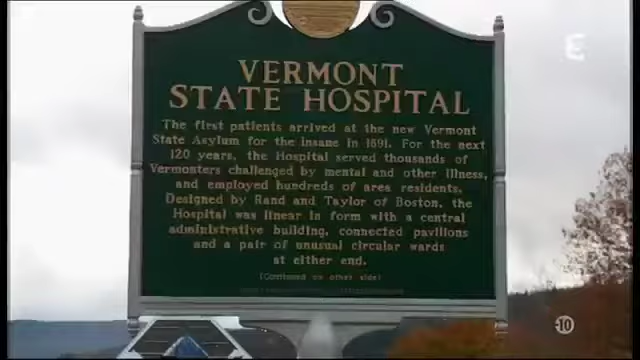 VERMONT
STATE HOSPITAL
The first patients arrived at the new Vermont
State Asylum for the insane in 1891. For the next
120 years, the Hospital served thousands of
Vermonters challenged by mental and other illness,
and employed hundreds of area residents.
Designed by Rand and Taylor of Boston, the
Hospital was linear in form with a central
administrative building, connected pavilions
and a pair of unusual circular wards
at either end.
(Continued on other side)
E
-10